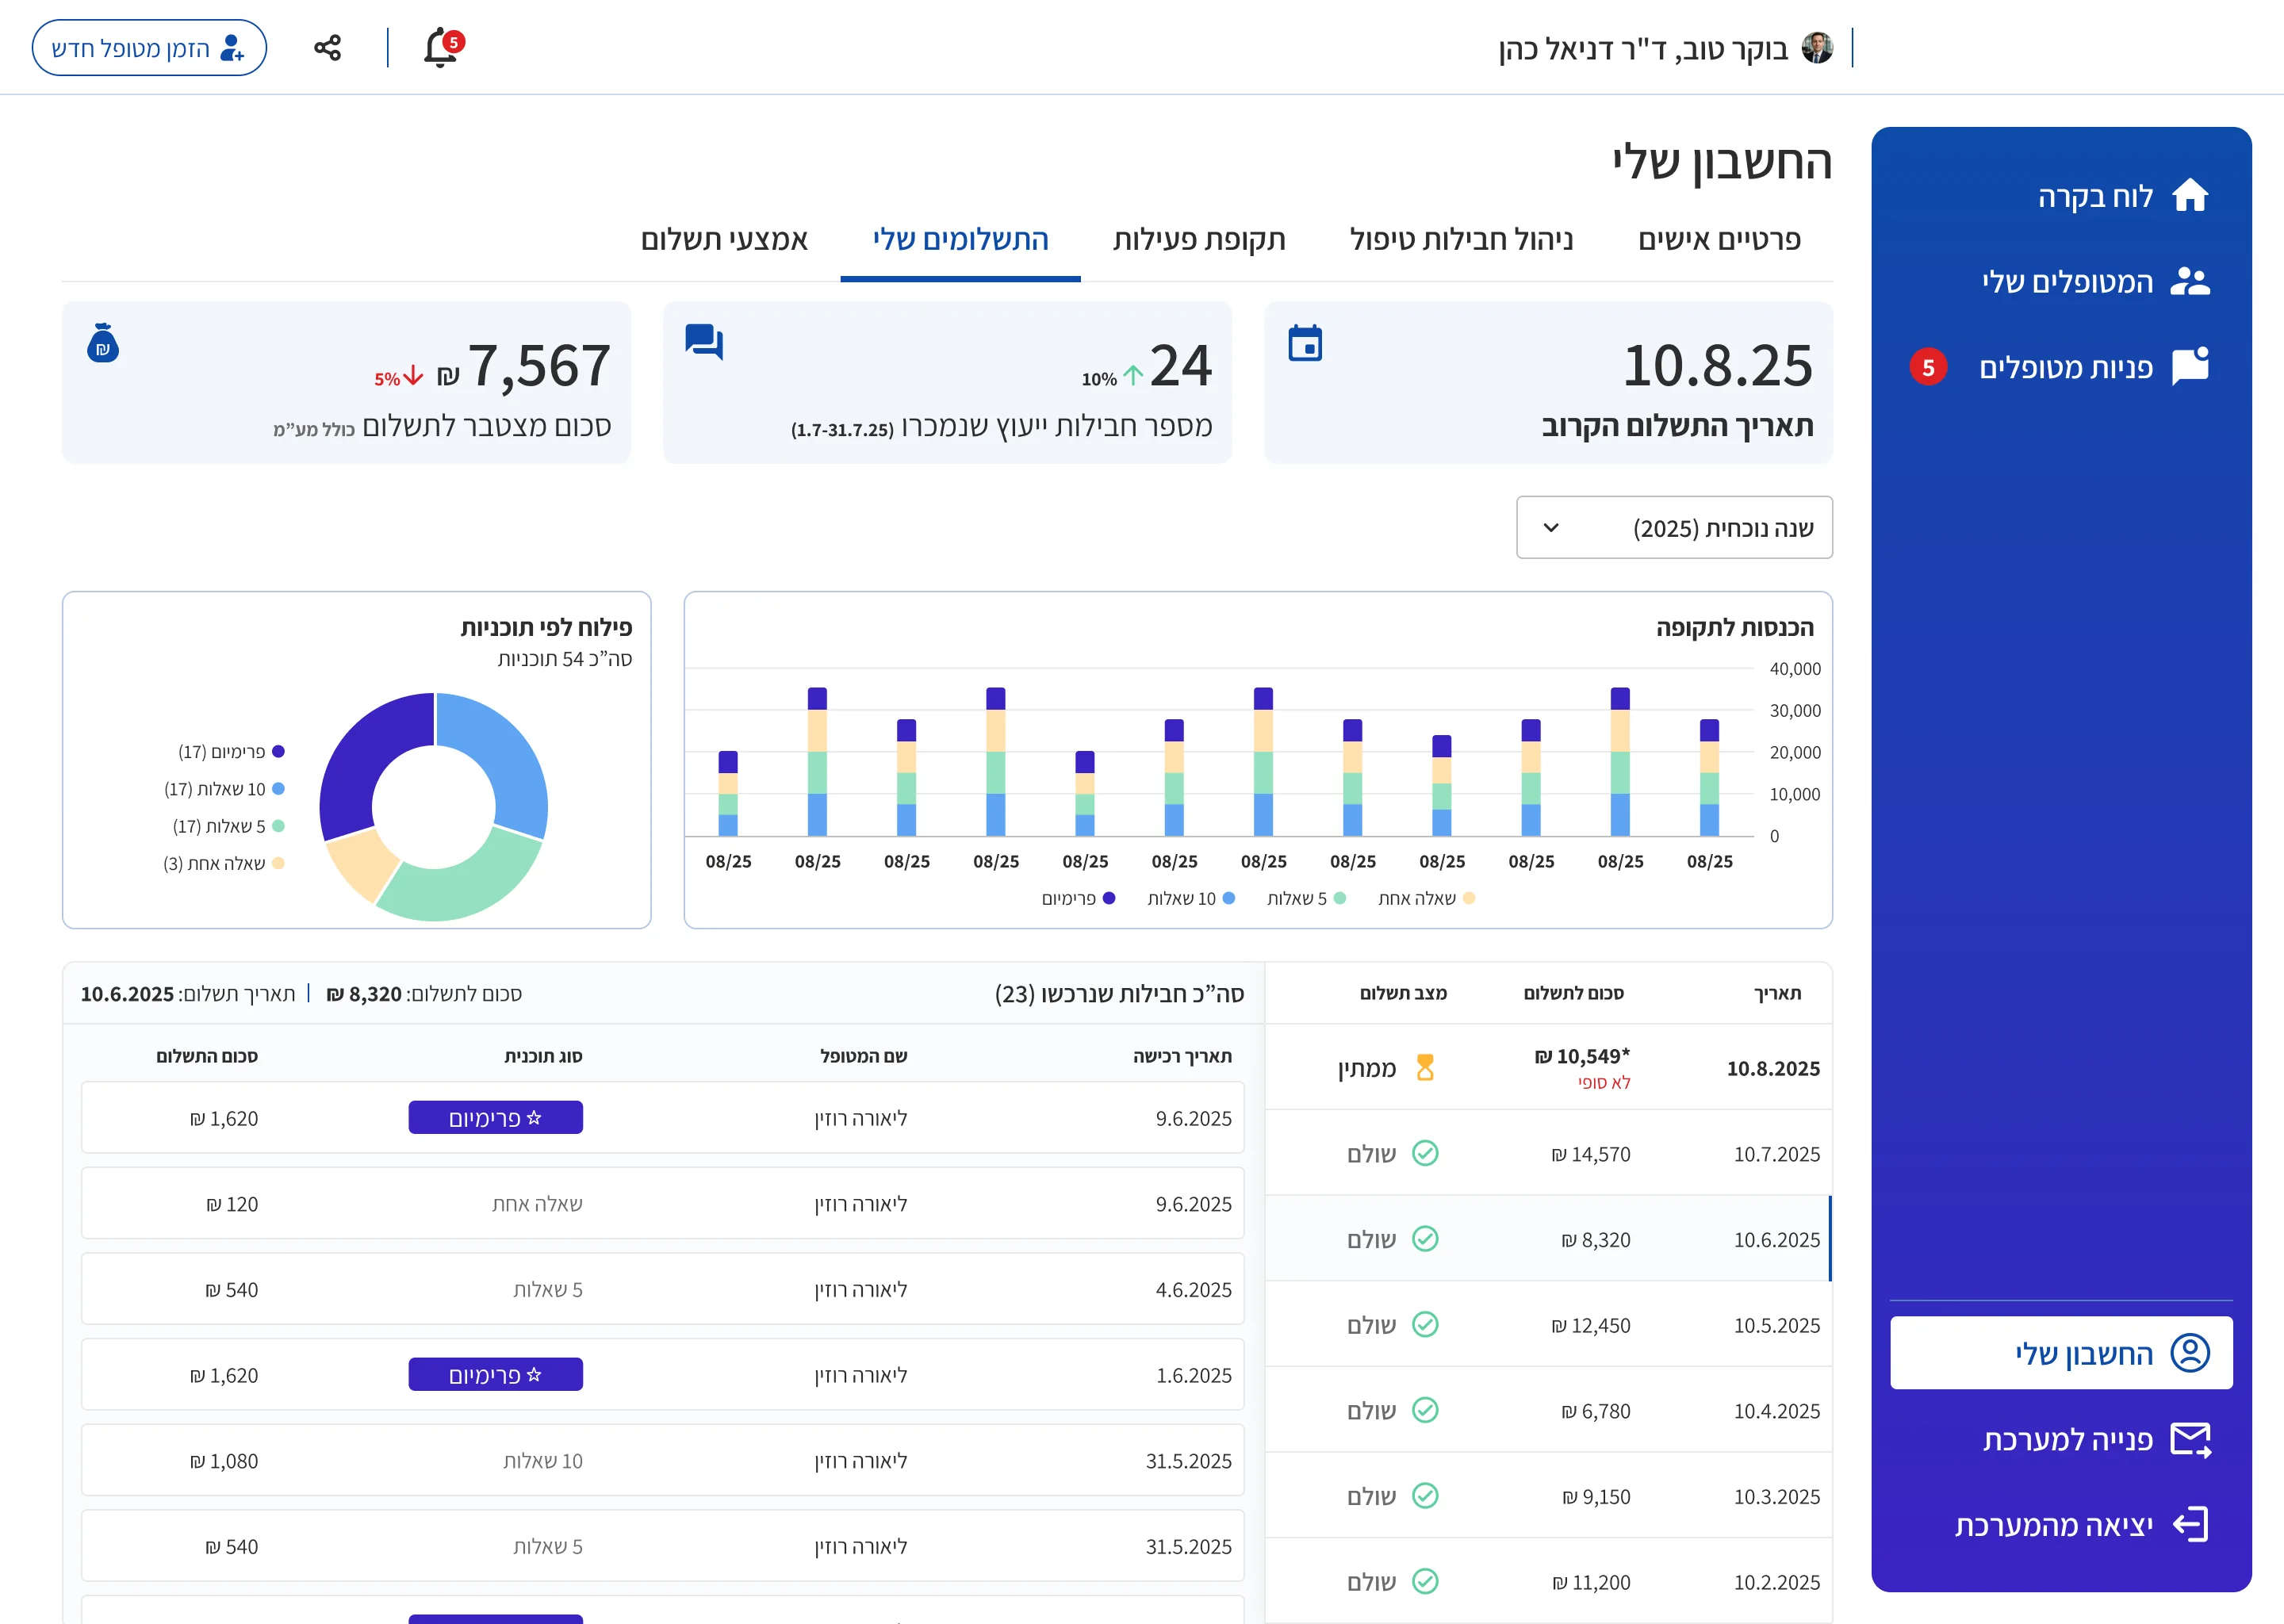 בוקר טוב, ד"ר דניאל כהן
5
הזמן מטופל חדש
לוח בקרה
המטופלים שלי
פניות מטופלים 5
החשבון שלי
פנייה למערכת
יציאה מהמערכת
החשבון שלי
פרטיים אישים
ניהול חבילות טיפול
תקופת פעילות
התשלומים שלי
אמצעי תשלום
10.8.25
תאריך התשלום הקרוב
24 10%
מספר חבילות ייעוץ שנמכרו (1.7-31.7.25)
7,567 ₪ 5%
סכום מצטבר לתשלום כולל מע״מ
₪
שנה נוכחית (2025)
הכנסות לתקופה
40,000
30,000
20,000
10,000
0
08/25 08/25 08/25 08/25 08/25 08/25 08/25 08/25 08/25 08/25 08/25 08/25
שאלה אחת 5 שאלות 10 שאלות פרימיום
פילוח לפי תוכניות
סה״כ 54 תוכניות
פרימיום (17)
10 שאלות (17)
5 שאלות (17)
שאלה אחת (3)
תאריך סכום לתשלום מצב תשלום
10.8.2025 *10,549 ₪ ממתין
לא סופי
10.7.2025 14,570 ₪ שולם
10.6.2025 8,320 ₪ שולם
10.5.2025 12,450 ₪ שולם
10.4.2025 6,780 ₪ שולם
10.3.2025 9,150 ₪ שולם
10.2.2025 11,200 ₪ שולם
סה״כ חבילות שנרכשו (23) סכום לתשלום: 8,320 ₪ תאריך תשלום: 10.6.2025
תאריך רכישה שם המטופל סוג תוכנית סכום התשלום
9.6.2025 ליאורה רוזין פרימיום 1,620 ₪
9.6.2025 ליאורה רוזין שאלה אחת 120 ₪
4.6.2025 ליאורה רוזין 5 שאלות 540 ₪
1.6.2025 ליאורה רוזין פרימיום 1,620 ₪
31.5.2025 ליאורה רוזין 10 שאלות 1,080 ₪
31.5.2025 ליאורה רוזין 5 שאלות 540 ₪